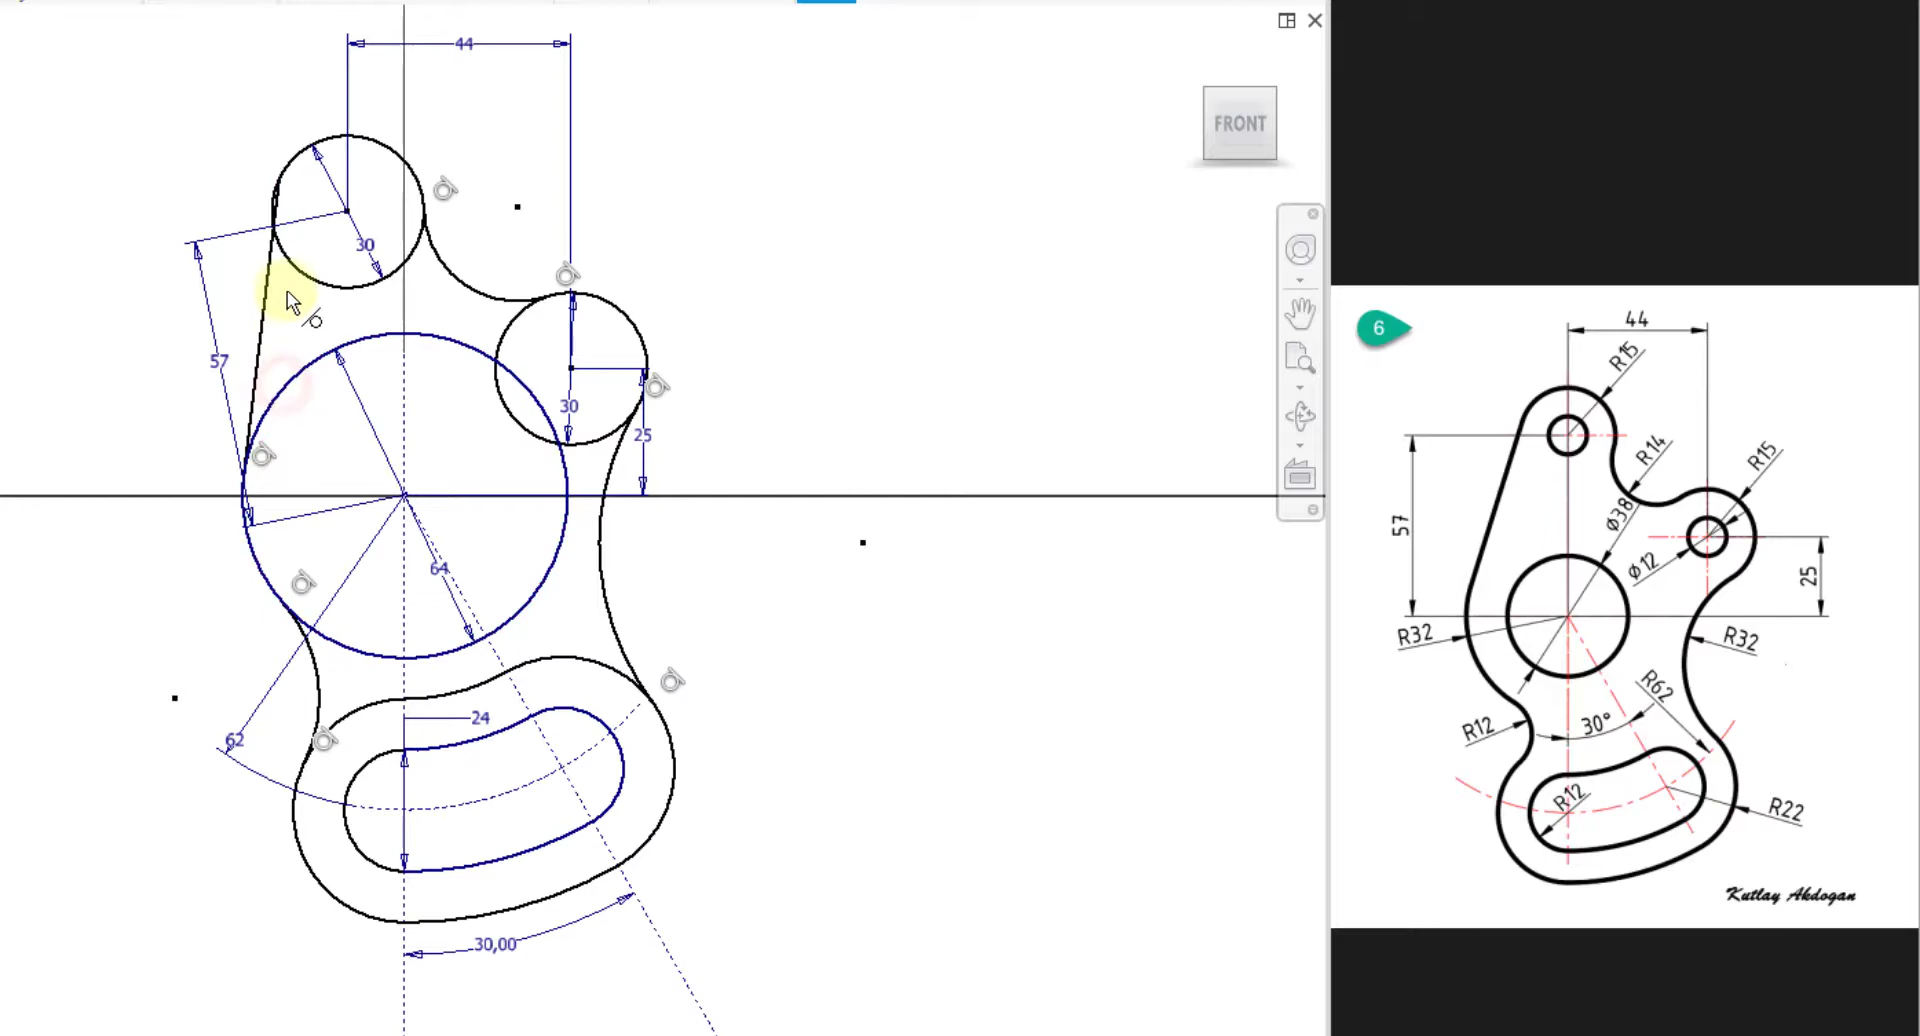 44
30
57
30
25
64
24
62
30,00
FRONT
6
44
R15
R14
R15
57
Ø38
Ø12
25
R32
R32
R62
R12
30°
R12
R22
Kutlay Akdogan